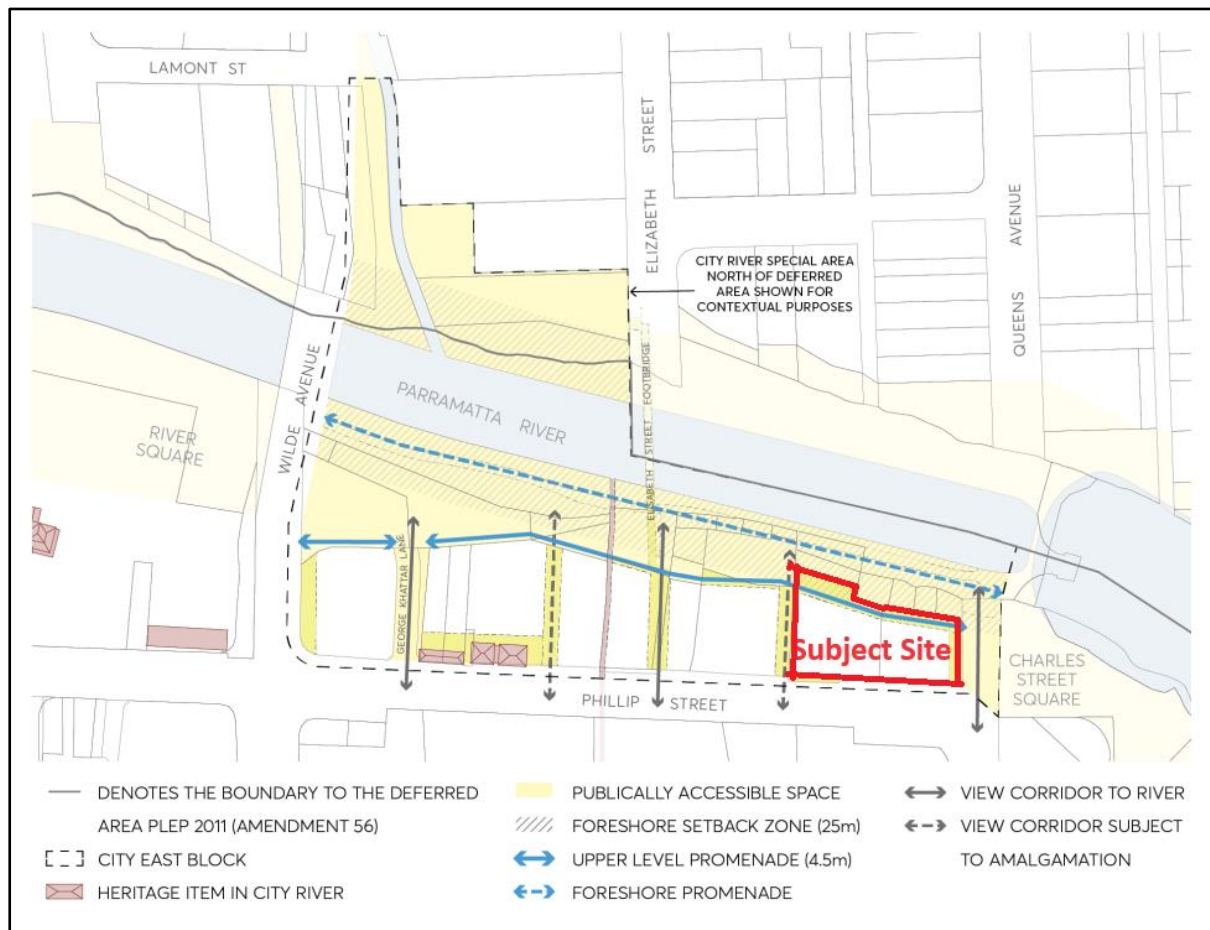 LAMONT ST
ELIZABETH STREET
QUEENS AVENUE
CITY RIVER SPECIAL AREA
NORTH OF DEFERRED
AREA SHOWN FOR
CONTEXTUAL PURPOSES
WILDE AVENUE
PARRAMATTA RIVER
ELISABETH STREET FOOTBRIDGE
RIVER
SQUARE
GEORGE KHATTAR LANE
Subject Site
CHARLES
STREET
SQUARE
PHILLIP STREET
DENOTES THE BOUNDARY TO THE DEFERRED
AREA PLEP 2011 (AMENDMENT 56)
CITY EAST BLOCK
HERITAGE ITEM IN CITY RIVER
PUBLICALLY ACCESSIBLE SPACE
FORESHORE SETBACK ZONE (25m)
UPPER LEVEL PROMENADE (4.5m)
FORESHORE PROMENADE
VIEW CORRIDOR TO RIVER
VIEW CORRIDOR SUBJECT
TO AMALGAMATION